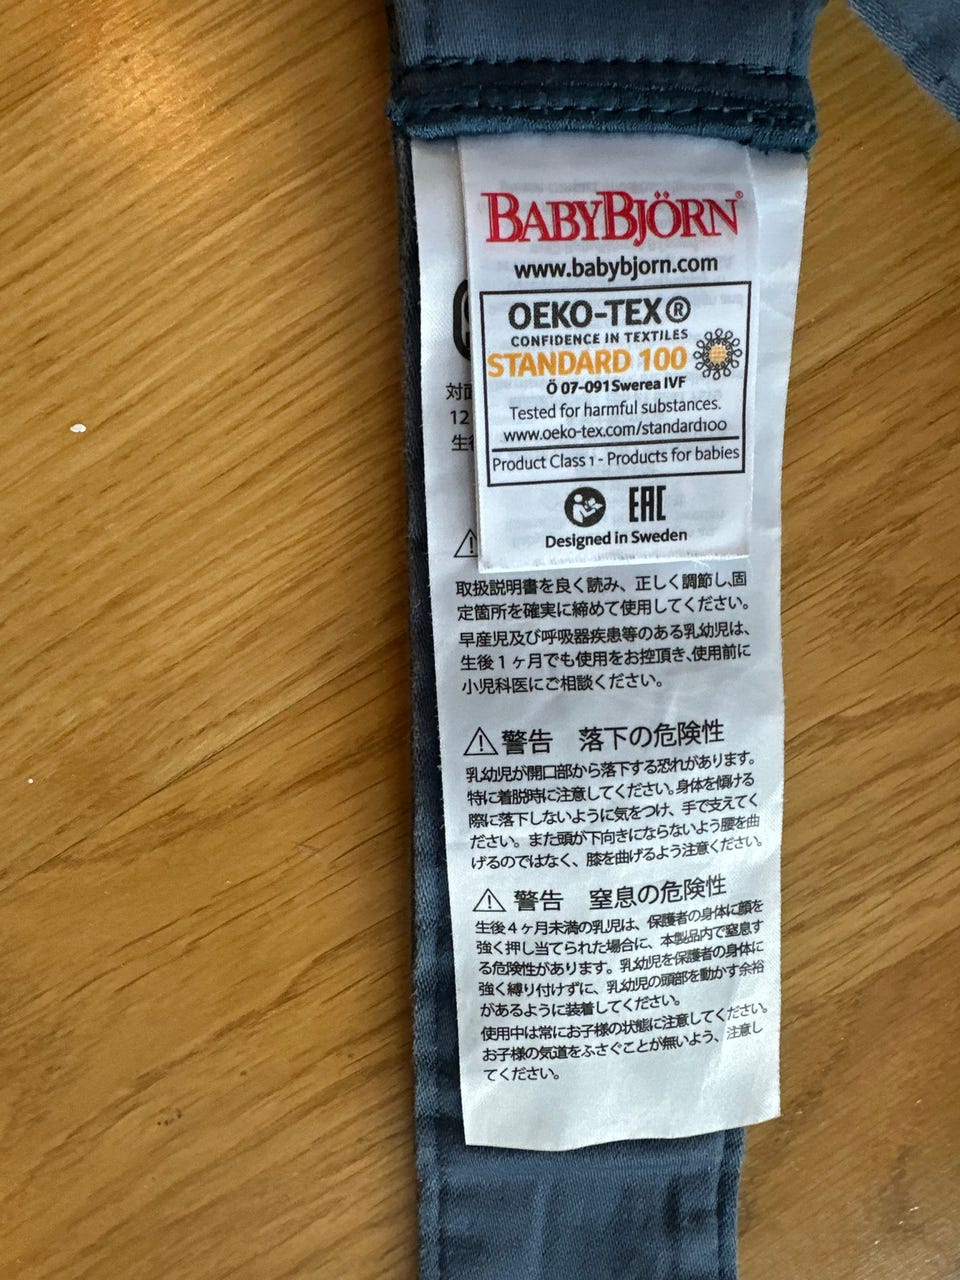 BABYBJÖRN®
www.babybjorn.com
OEKO-TEX®
CONFIDENCE IN TEXTILES
STANDARD 100
Ö 07-091 Swerea IVF
Tested for harmful substances.
www.oeko-tex.com/standard100
Product Class 1 - Products for babies
EAC
Designed in Sweden
対面
12
生後
取扱説明書を良く読み、正しく調節し、固
定箇所を確実に締めて使用してください。
早産児及び呼吸器疾患等のある乳幼児は、
生後1ヶ月でも使用をお控頂き、使用前に
小児科医にご相談ください。
警告 落下の危険性
乳幼児が開口部から落下する恐れがあります。
特に着脱時に注意してください。身体を傾ける
際に落下しないように気をつけ、手で支えてく
ださい。また頭が下向きにならないよう腰を曲
げるのではなく、膝を曲げるよう注意ください。
警告 窒息の危険性
生後4ヶ月未満の乳児は、保護者の身体に顔を
強く押し当てられた場合に、本製品内で窒息す
る危険性があります。乳幼児を保護者の身体に
強く縛り付けずに、乳幼児の頭部を動かす余裕
があるように装着してください。
使用中は常にお子様の状態に注意してください。
お子様の気道をふさぐことが無いよう、注意し
てください。